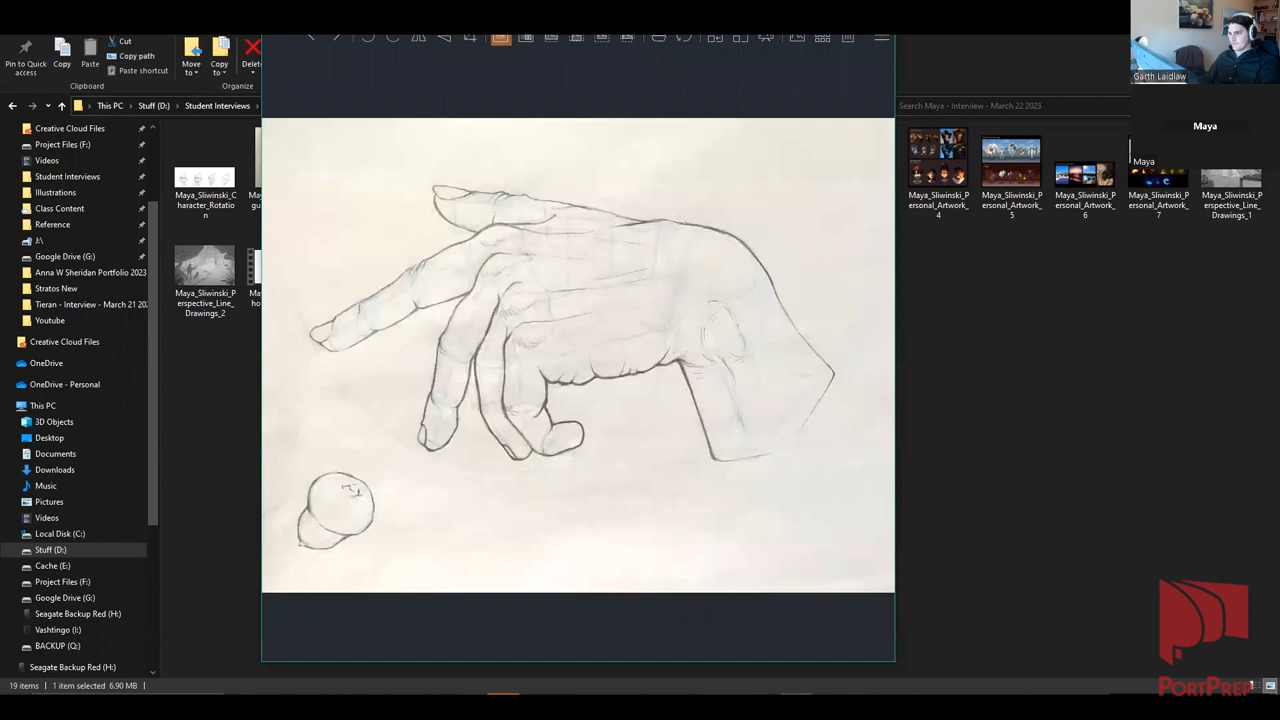 Pin to Quick
access
Copy
Paste
Cut
Copy path
Paste shortcut
Clipboard
Move
to
Copy
to
Delete
Organize
This PC
Stuff (D:)
Student Interviews
Search Maya - Interview - March 22 2023
Garth Laidlaw
Maya
Maya
Creative Cloud Files
Project Files (F:)
Videos
Student Interviews
Illustrations
Class Content
Reference
J:\
Google Drive (G:)
Anna W Sheridan Portfolio 2023
Stratos New
Tieran - Interview - March 21 202
Youtube
Creative Cloud Files
OneDrive
OneDrive - Personal
This PC
3D Objects
Desktop
Documents
Downloads
Music
Pictures
Videos
Local Disk (C:)
Stuff (D:)
Cache (E:)
Project Files (F:)
Google Drive (G:)
Seagate Backup Red (H:)
Vashtingo (I:)
BACKUP (Q:)
Seagate Backup Red (H:)
Maya_Sliwinski_Character_Rotation
Maya_Sliwinski_Perspective_Line_Drawings_2
Maya_Sliwinski_Personal_Artwork_4
Maya_Sliwinski_Personal_Artwork_5
Maya_Sliwinski_Personal_Artwork_6
Maya_Sliwinski_Personal_Artwork_7
Maya_Sliwinski_Perspective_Line_Drawings_1
19 items
1 item selected 6.90 MB
PORTPREP